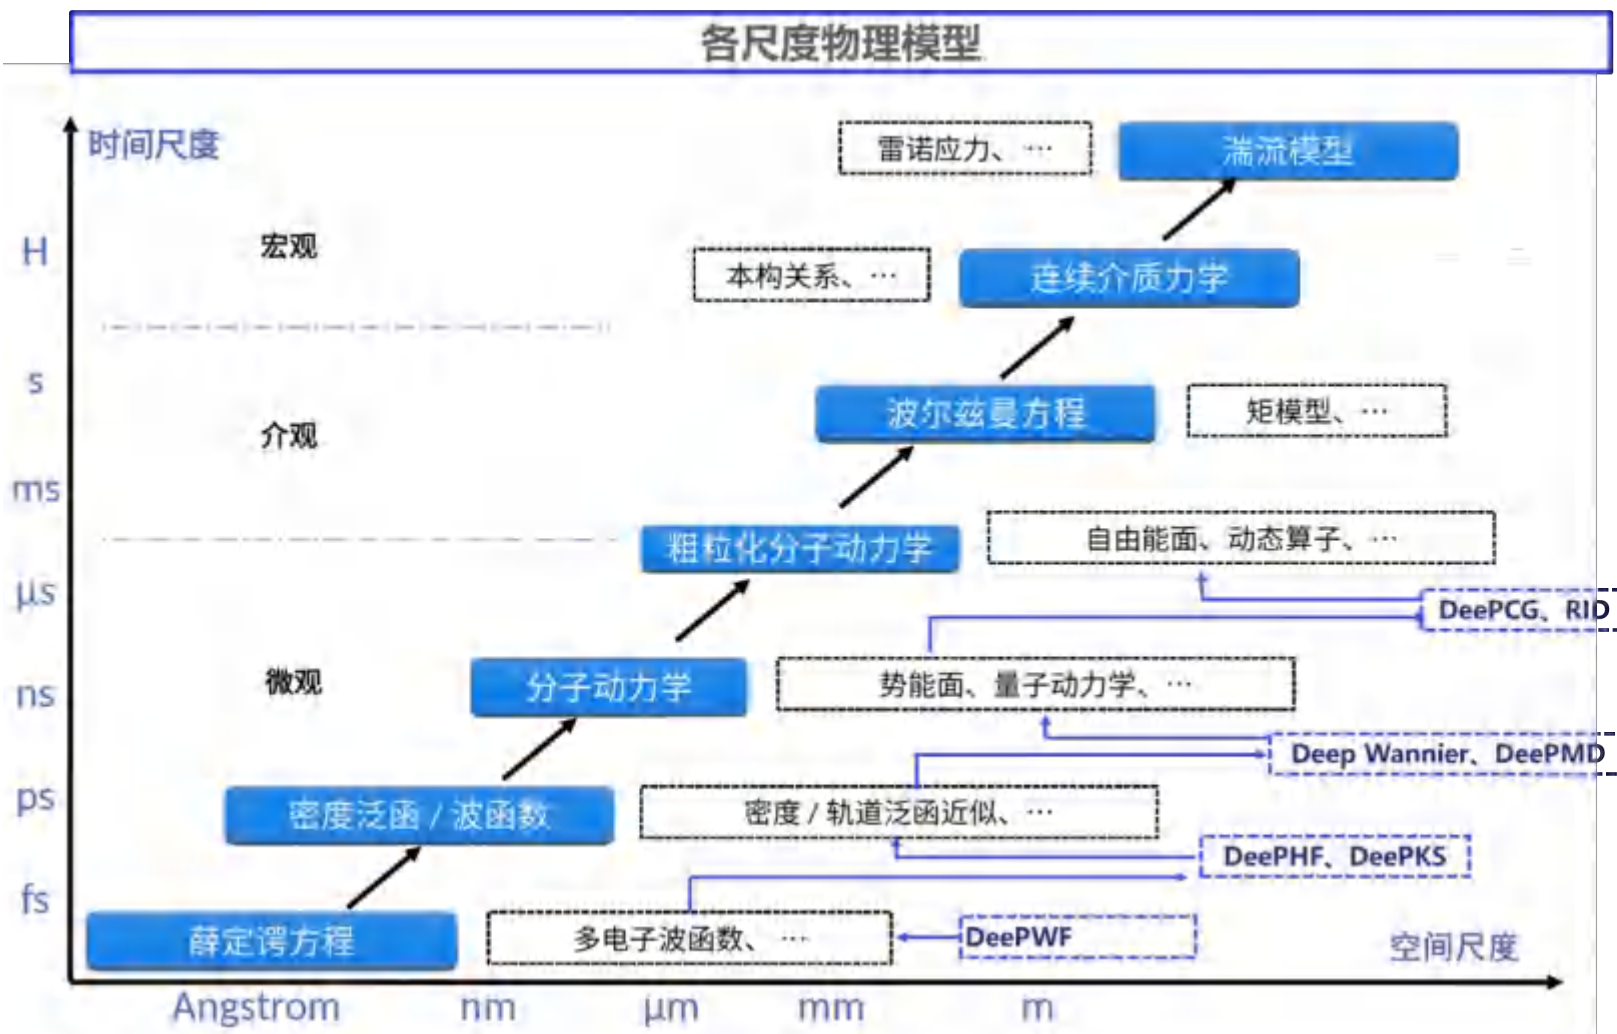 各尺度物理模型
时间尺度
雷诺应力、…
湍流模型
H
宏观
本构关系、…
连续介质力学
s
介观
波尔兹曼方程
矩模型、…
ms
粗粒化分子动力学
自由能面、动态算子、…
μs
DeePCG、RID
微观
ns
分子动力学
势能面、量子动力学、…
Deep Wannier、DeePMD
ps
密度泛函 / 波函数
密度 / 轨道泛函近似、…
DeePHF、DeePKS
fs
薛定谔方程
多电子波函数、…
DeePWF
空间尺度
Angstrom nm μm mm m